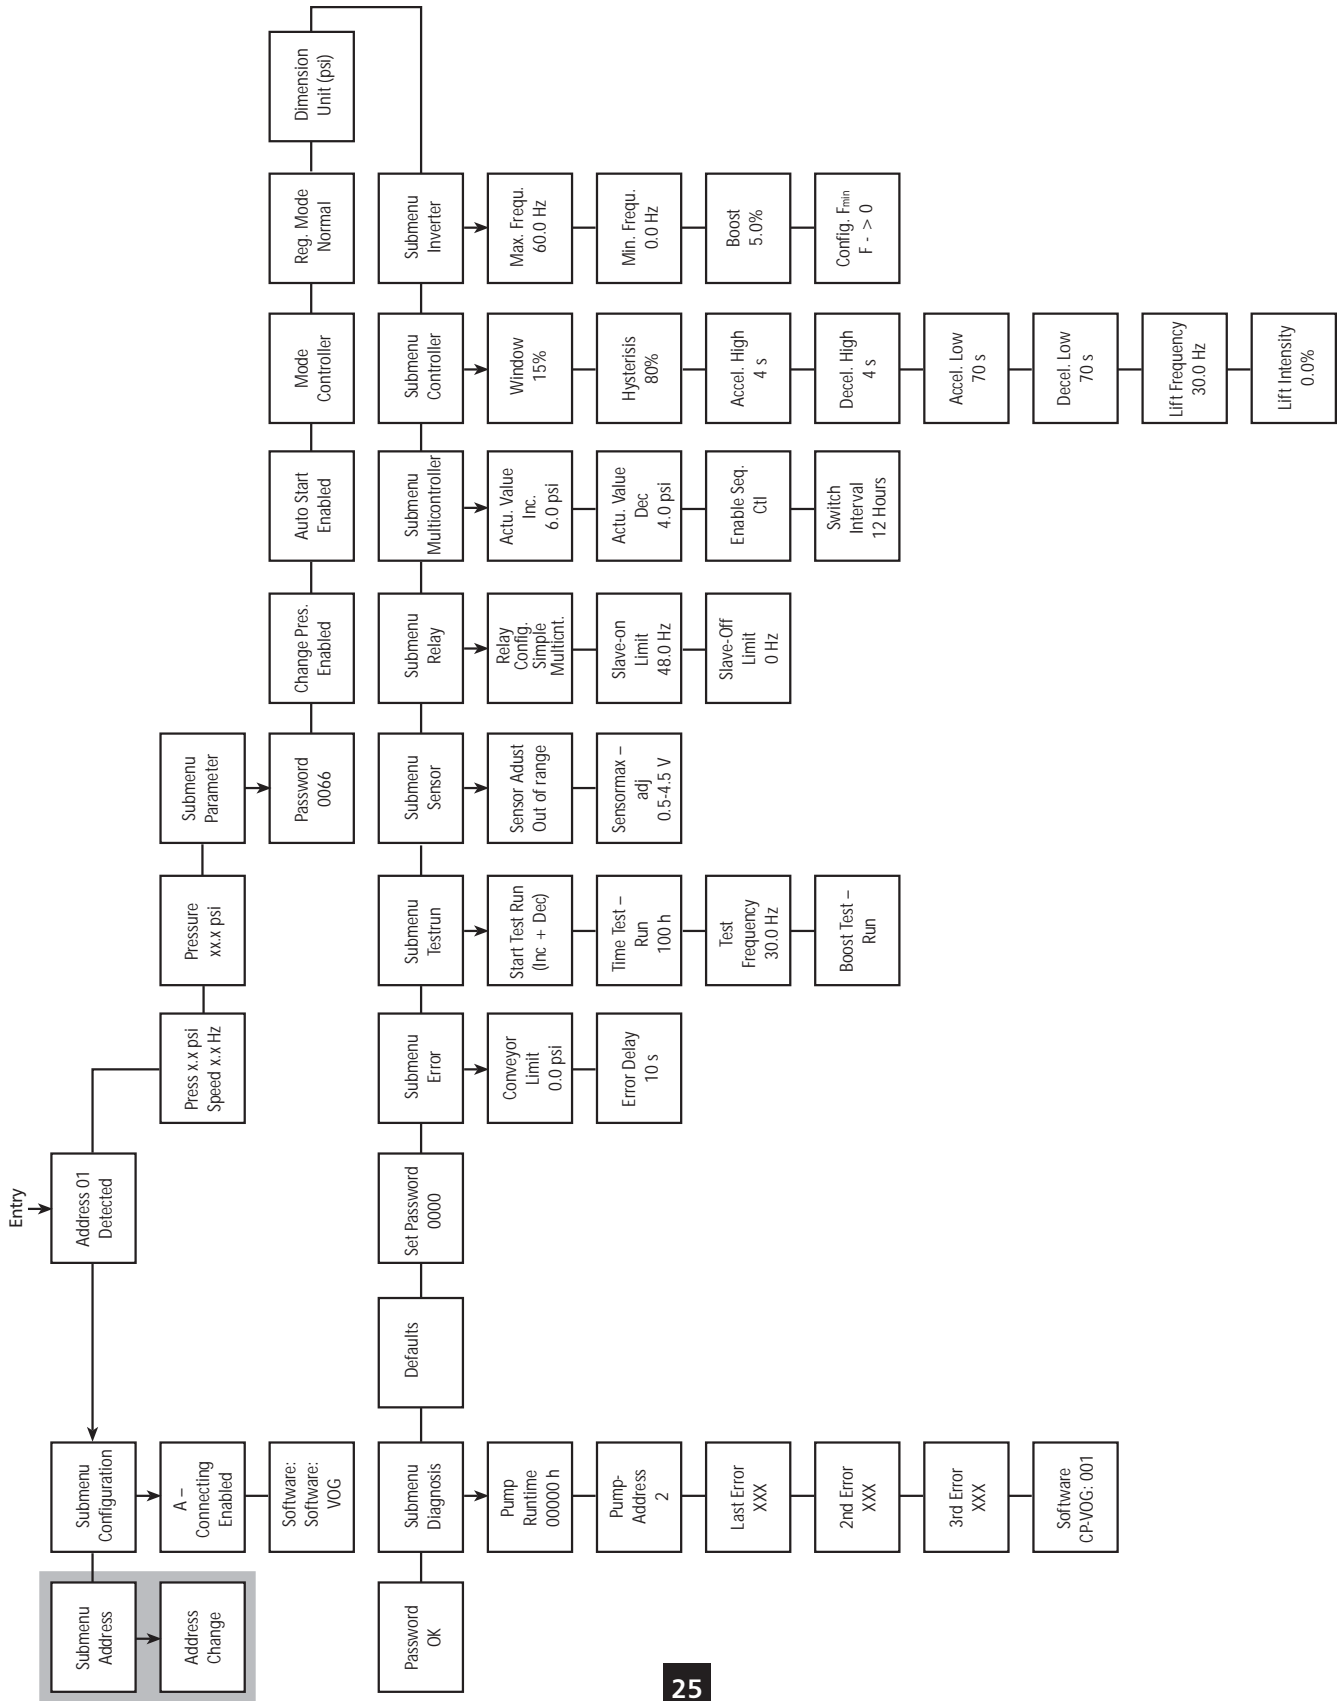 Entry
Submenu
Address
Address
Change
Submenu
Configuration
A –
Connecting
Enabled
Software:
Software:
VOG
Address 01
Detected
Press x.x psi
Speed x.x Hz
Pressure
xx.x psi
Submenu
Parameter
Password
0066
Change Pres.
Enabled
Auto Start
Enabled
Mode
Controller
Reg. Mode
Normal
Dimension
Unit (psi)
Password
OK
Submenu
Diagnosis
Pump
Runtime
00000 h
Pump-
Address
2
Last Error
XXX
2nd Error
XXX
3rd Error
XXX
Software
CP-VOG: 001
Defaults
Set Password
0000
Submenu
Error
Conveyor
Limit
0.0 psi
Error Delay
10 s
Submenu
Testrun
Start Test Run
(Inc + Dec)
Time Test –
Run
100 h
Test
Frequency
30.0 Hz
Boost Test –
Run
Submenu
Sensor
Sensor Adust
Out of range
Sensormax –
adj
0.5-4.5 V
Submenu
Relay
Relay
Config.
Simple
Multicnt.
Slave-on
Limit
48.0 Hz
Slave-Off
Limit
0 Hz
Submenu
Multicontroller
Actu. Value
Inc.
6.0 psi
Actu. Value
Dec
4.0 psi
Enable Seq.
Ctl
Switch
Interval
12 Hours
Submenu
Controller
Window
15%
Hysterisis
80%
Accel. High
4 s
Decel. High
4 s
Accel. Low
70 s
Decel. Low
70 s
Lift Frequency
30.0 Hz
Lift Intensity
0.0%
Submenu
Inverter
Max. Frequ.
60.0 Hz
Min. Frequ.
0.0 Hz
Boost
5.0%
Config. Fmin
F - > 0
25